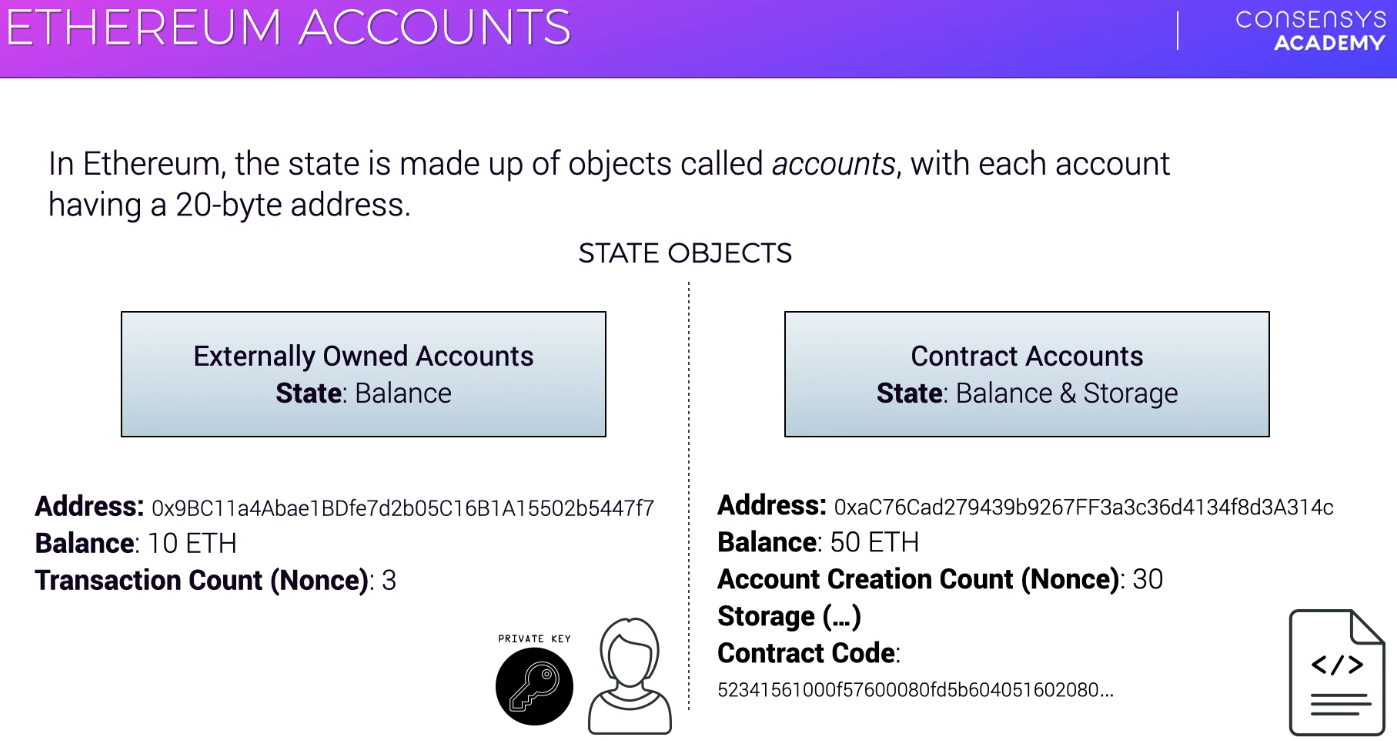 ETHEREUM ACCOUNTS
CONSENSYS
ACADEMY
In Ethereum, the state is made up of objects called accounts, with each account
having a 20-byte address.
STATE OBJECTS
Externally Owned Accounts
State: Balance
Contract Accounts
State: Balance & Storage
Address: 0x9BC11a4Abae1BDfe7d2b05C16B1A15502b5447f7
Balance: 10 ETH
Transaction Count (Nonce): 3
PRIVATE KEY
Address: 0xaC76Cad279439b9267FF3a3c36d4134f8d3A314c
Balance: 50 ETH
Account Creation Count (Nonce): 30
Storage (...)
Contract Code:
52341561000f57600080fd5b604051602080...
</>